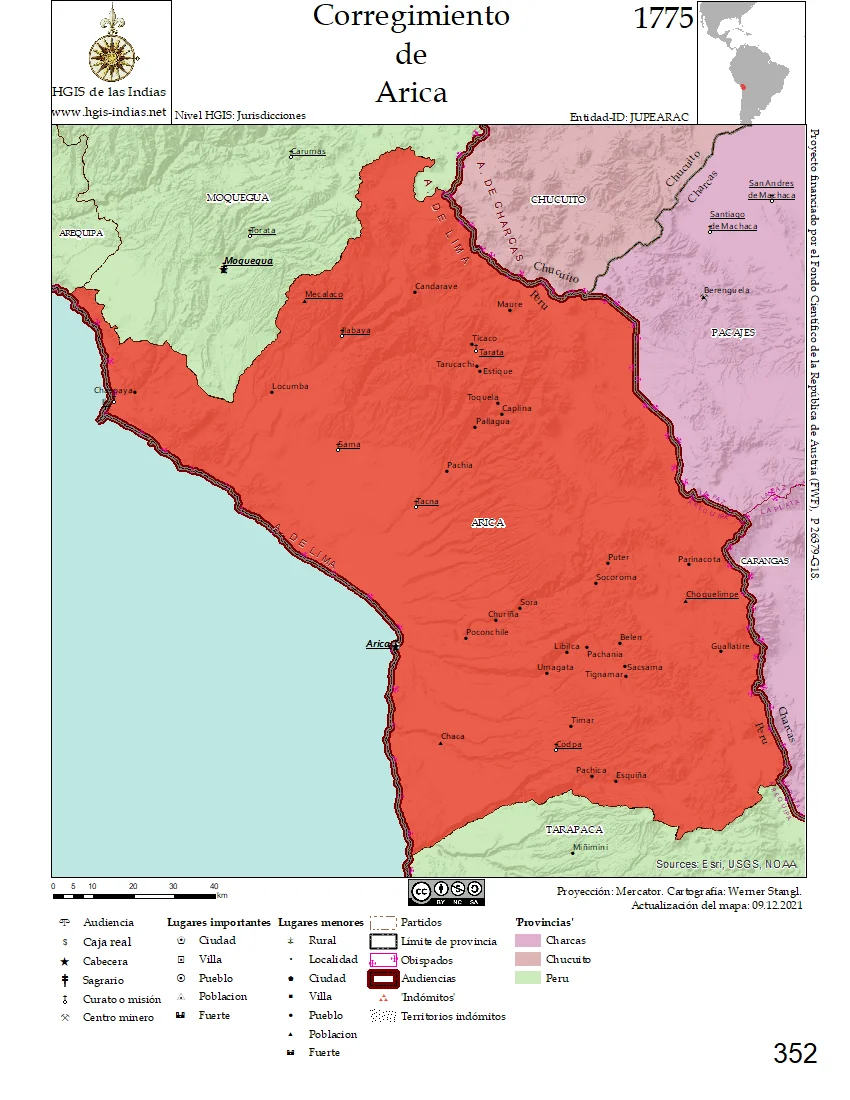 Corregimiento
de
Arica
1775
HGIS de las Indias
www.hgis-indias.net
Nivel HGIS: Jurisdicciones
Entidad-ID: JUPEARAC
Proyecto financiado por el Fondo Científico de la República de Austria (FWF), P 26379-G18.
Carumas
MOQUEGUA
AREQUIPA
Torata
Moquegua
A. DE LIMA
A. DE CHARGAS
CHUCUITO
Chucuito
Charcas
San Andres
de Machaca
Santiago
de Machaca
Berenguela
PACAJES
Chucuito
Peru
Mecalaco
Candarave
Maure
Ilabaya
Ticaco
Tarata
Tarucachi
Estique
Locumba
Toquela
Caplina
Pallagua
Sama
Pachia
Tacna
ARICA
A. DE LIMA
LA PLATA
CARANGAS
Puter
Parinacota
Socoroma
Choquelimpe
Sora
Churiña
Poconchile
Arica
Belen
Libilca
Pachania
Guallatire
Umagata
Sacsama
Tignamar
Timar
Chaca
Codpa
Pachica
Esquiña
Charcas
Peru
TARAPACA
Miñimini
Sources: Esri, USGS, NOAA
0 5 10 20 30 40
km
CC BY NC SA
Proyección: Mercator. Cartografía: Werner Stangl.
Actualización del mapa: 09.12.2021
Audiencia
Caja real
Cabecera
Sagrario
Curato o misión
Centro minero
Lugares importantes
Ciudad
Villa
Pueblo
Poblacion
Fuerte
Lugares menores
Rural
Localidad
Ciudad
Villa
Pueblo
Poblacion
Fuerte
Partidos
Límite de provincia
Obispados
Audiencias
'Indómitos'
Territorios indómitos
'Provincias'
Charcas
Chucuito
Peru
352